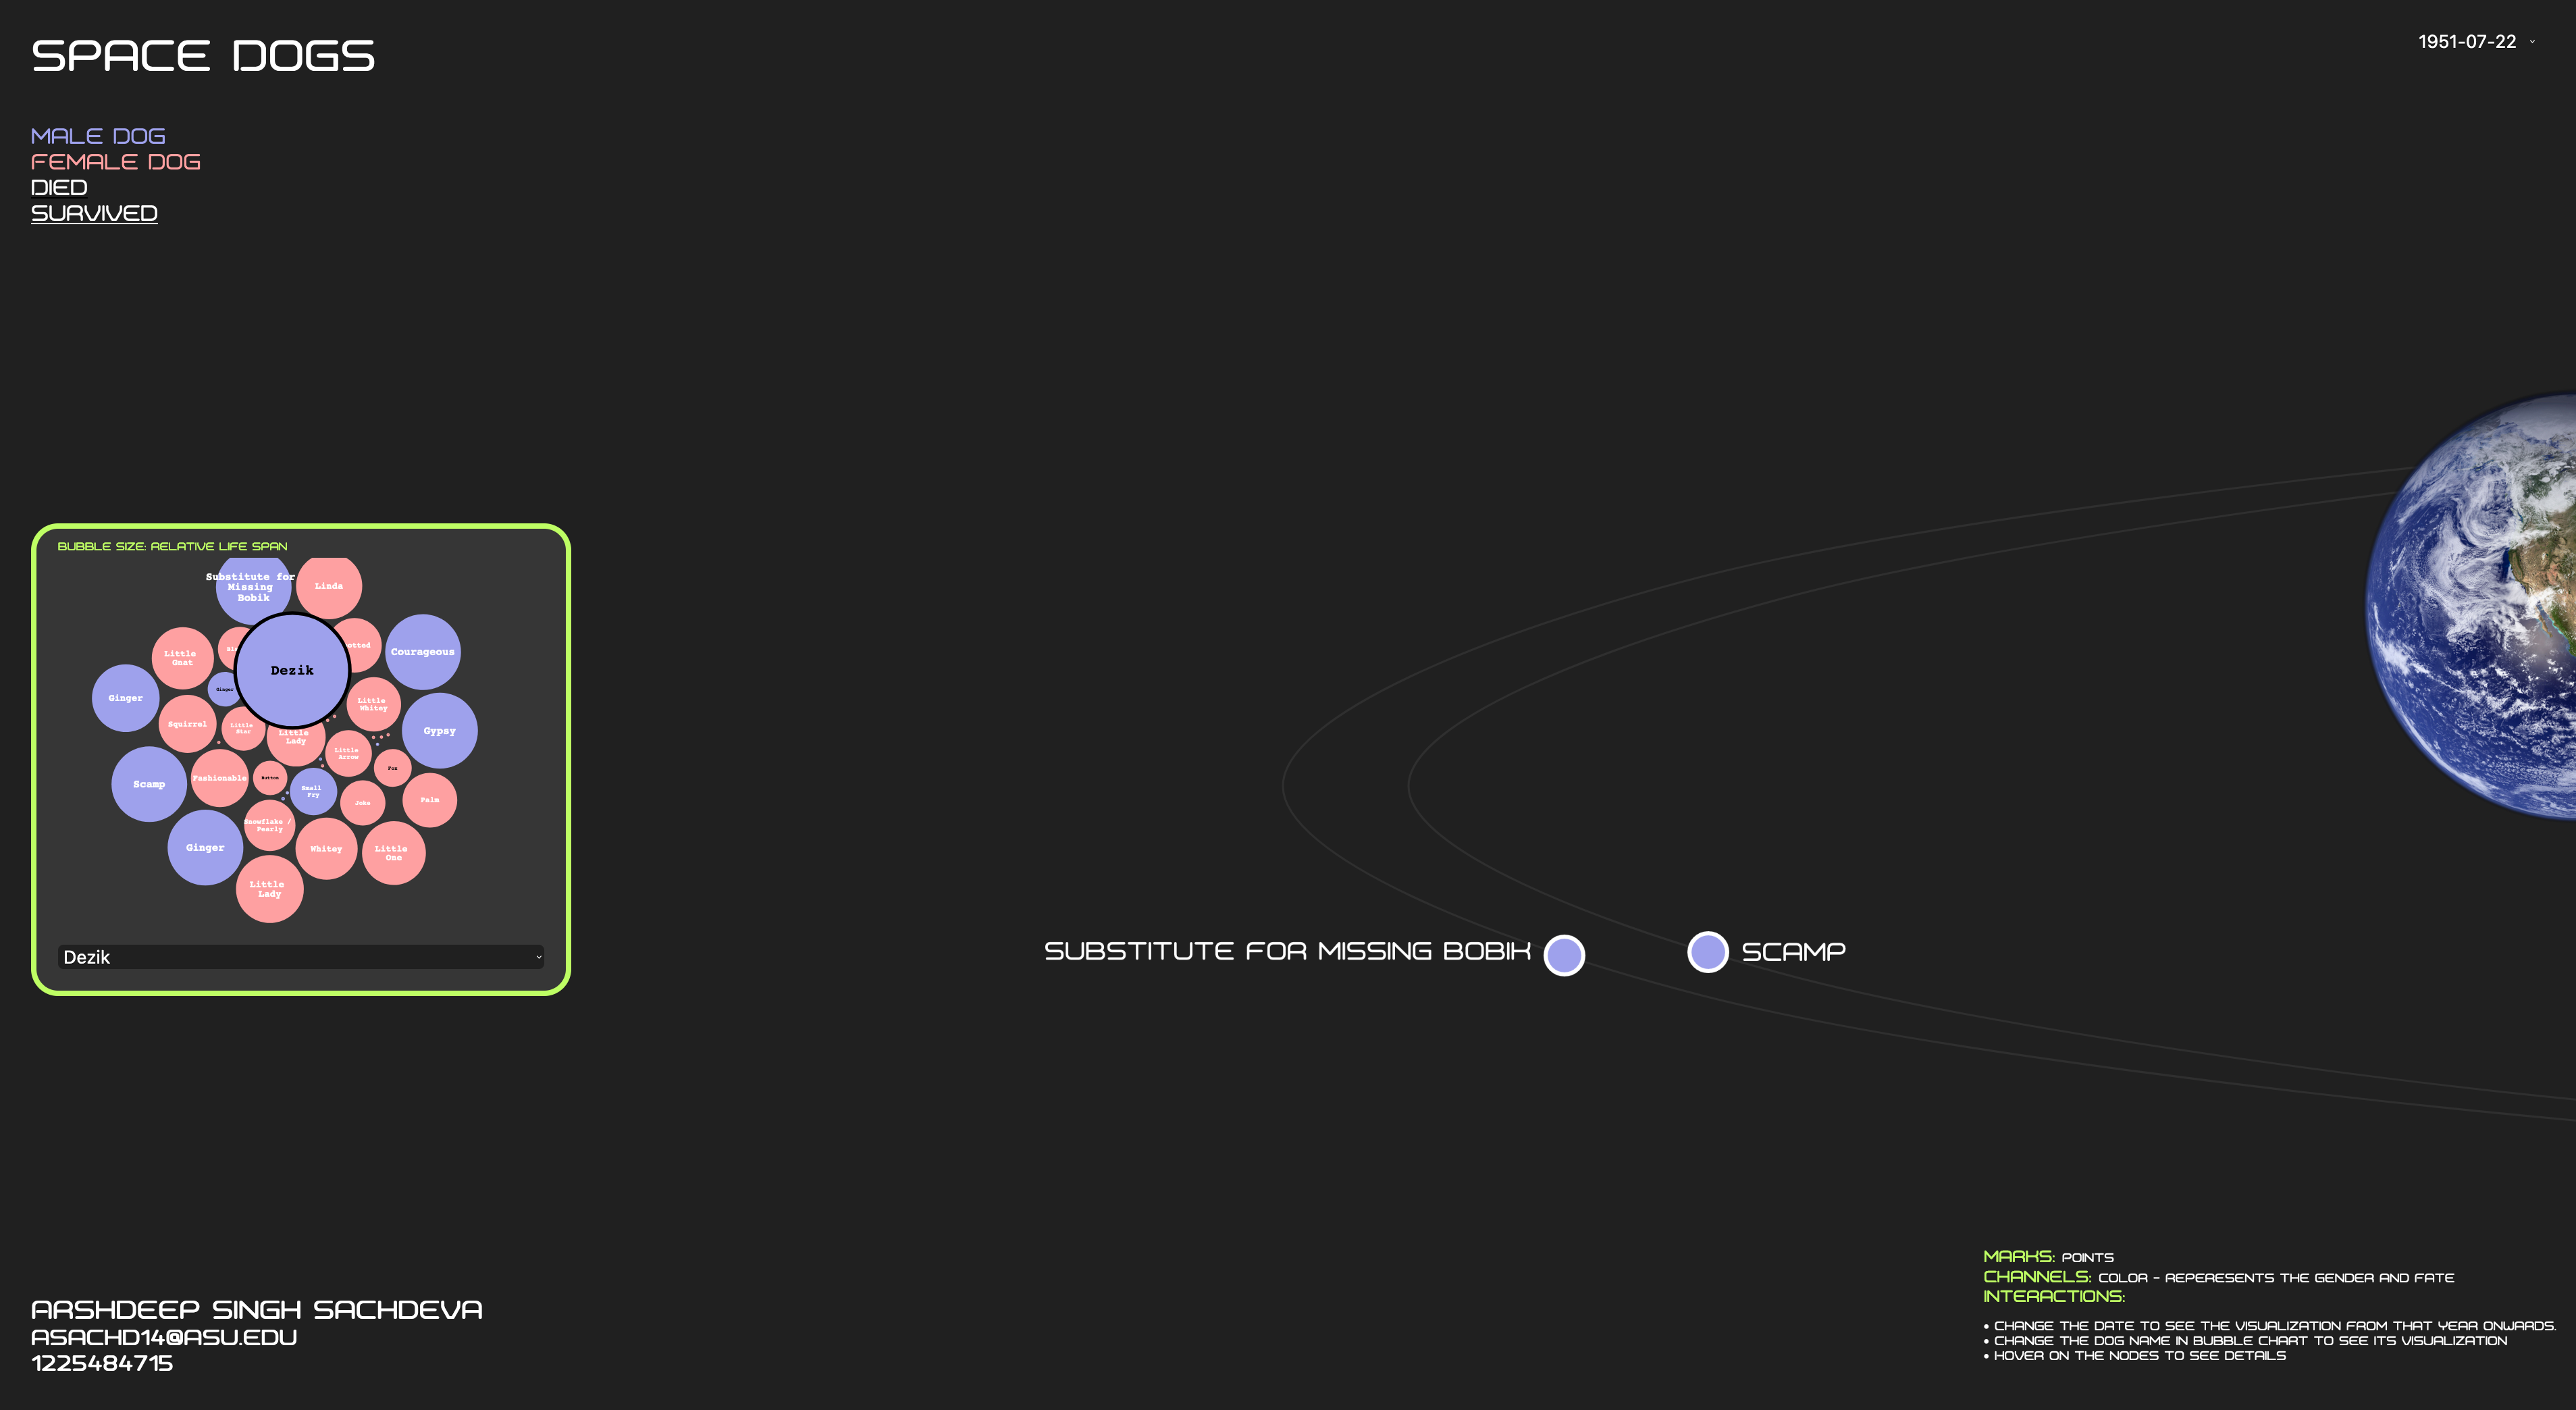 SPACE DOGS
1951-07-22
MALE DOG
FEMALE DOG
DIED
SURVIVED
BUBBLE SIZE: RELATIVE LIFE SPAN
Substitute for
Missing
Bobik
Linda
Courageous
Little
Gnat
Dezik
Ginger
Ginger
Little
Whitey
Squirrel
Little
Star
Little
Lady
Gypsy
Little
Arrow
Fox
Scamp
Fashionable
Button
Small
Fry
Joke
Palm
Snowflake /
Pearly
Ginger
Whitey
Little
One
Little
Lady
Dezik
SUBSTITUTE FOR MISSING BOBIK
SCAMP
MARKS: POINTS
CHANNELS: COLOR - REPERESENTS THE GENDER AND FATE
INTERACTIONS:
• CHANGE THE DATE TO SEE THE VISUALIZATION FROM THAT YEAR ONWARDS.
• CHANGE THE DOG NAME IN BUBBLE CHART TO SEE ITS VISUALIZATION
• HOVER ON THE NODES TO SEE DETAILS
ARSHDEEP SINGH SACHDEVA
ASACHD14@ASU.EDU
1225484715